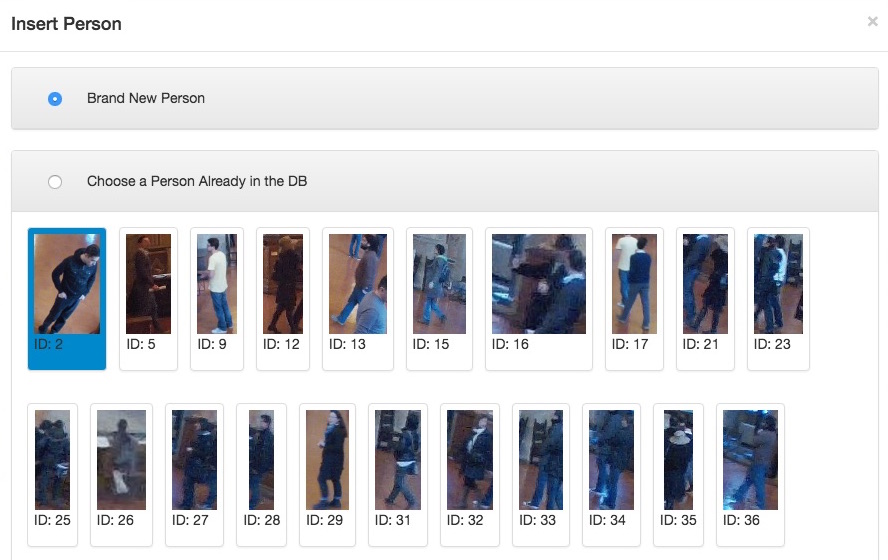 Insert Person ×
Brand New Person
Choose a Person Already in the DB
ID: 2 ID: 5 ID: 9 ID: 12 ID: 13 ID: 15 ID: 16 ID: 17 ID: 21 ID: 23
ID: 25 ID: 26 ID: 27 ID: 28 ID: 29 ID: 31 ID: 32 ID: 33 ID: 34 ID: 35 ID: 36